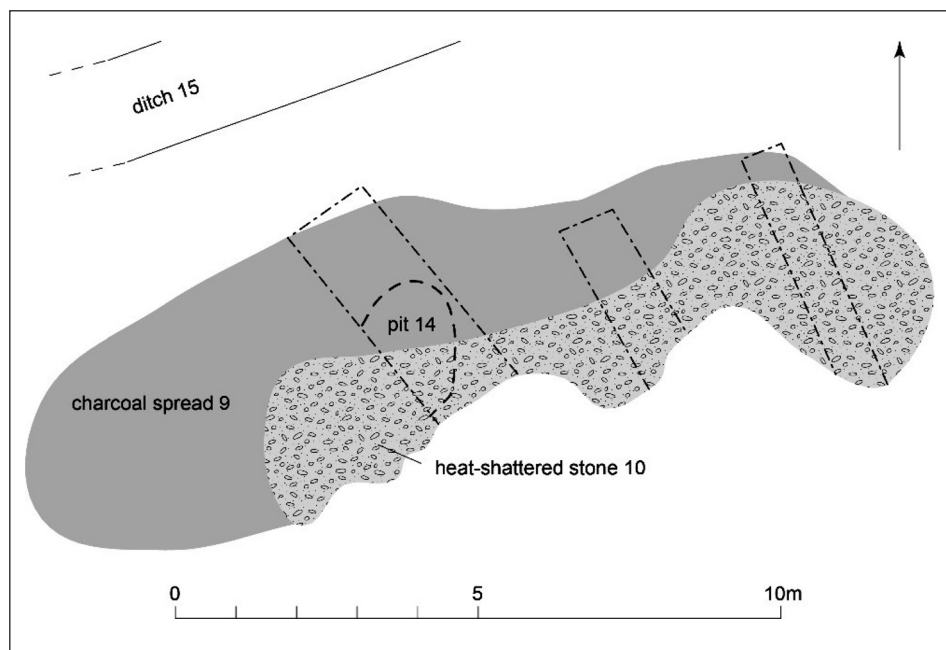 ditch 15
pit 14
charcoal spread 9
heat-shattered stone 10
0 5 10m